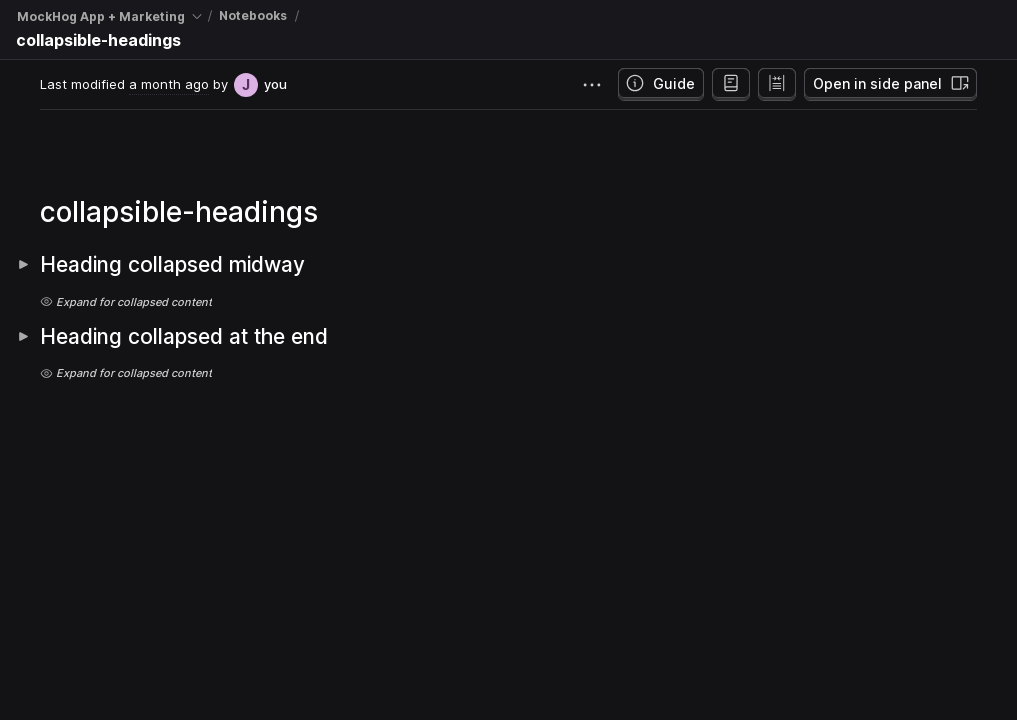 MockHog App + Marketing / Notebooks /
collapsible-headings
Last modified a month ago by J you
Guide
Open in side panel
collapsible-headings
Heading collapsed midway
Expand for collapsed content
Heading collapsed at the end
Expand for collapsed content